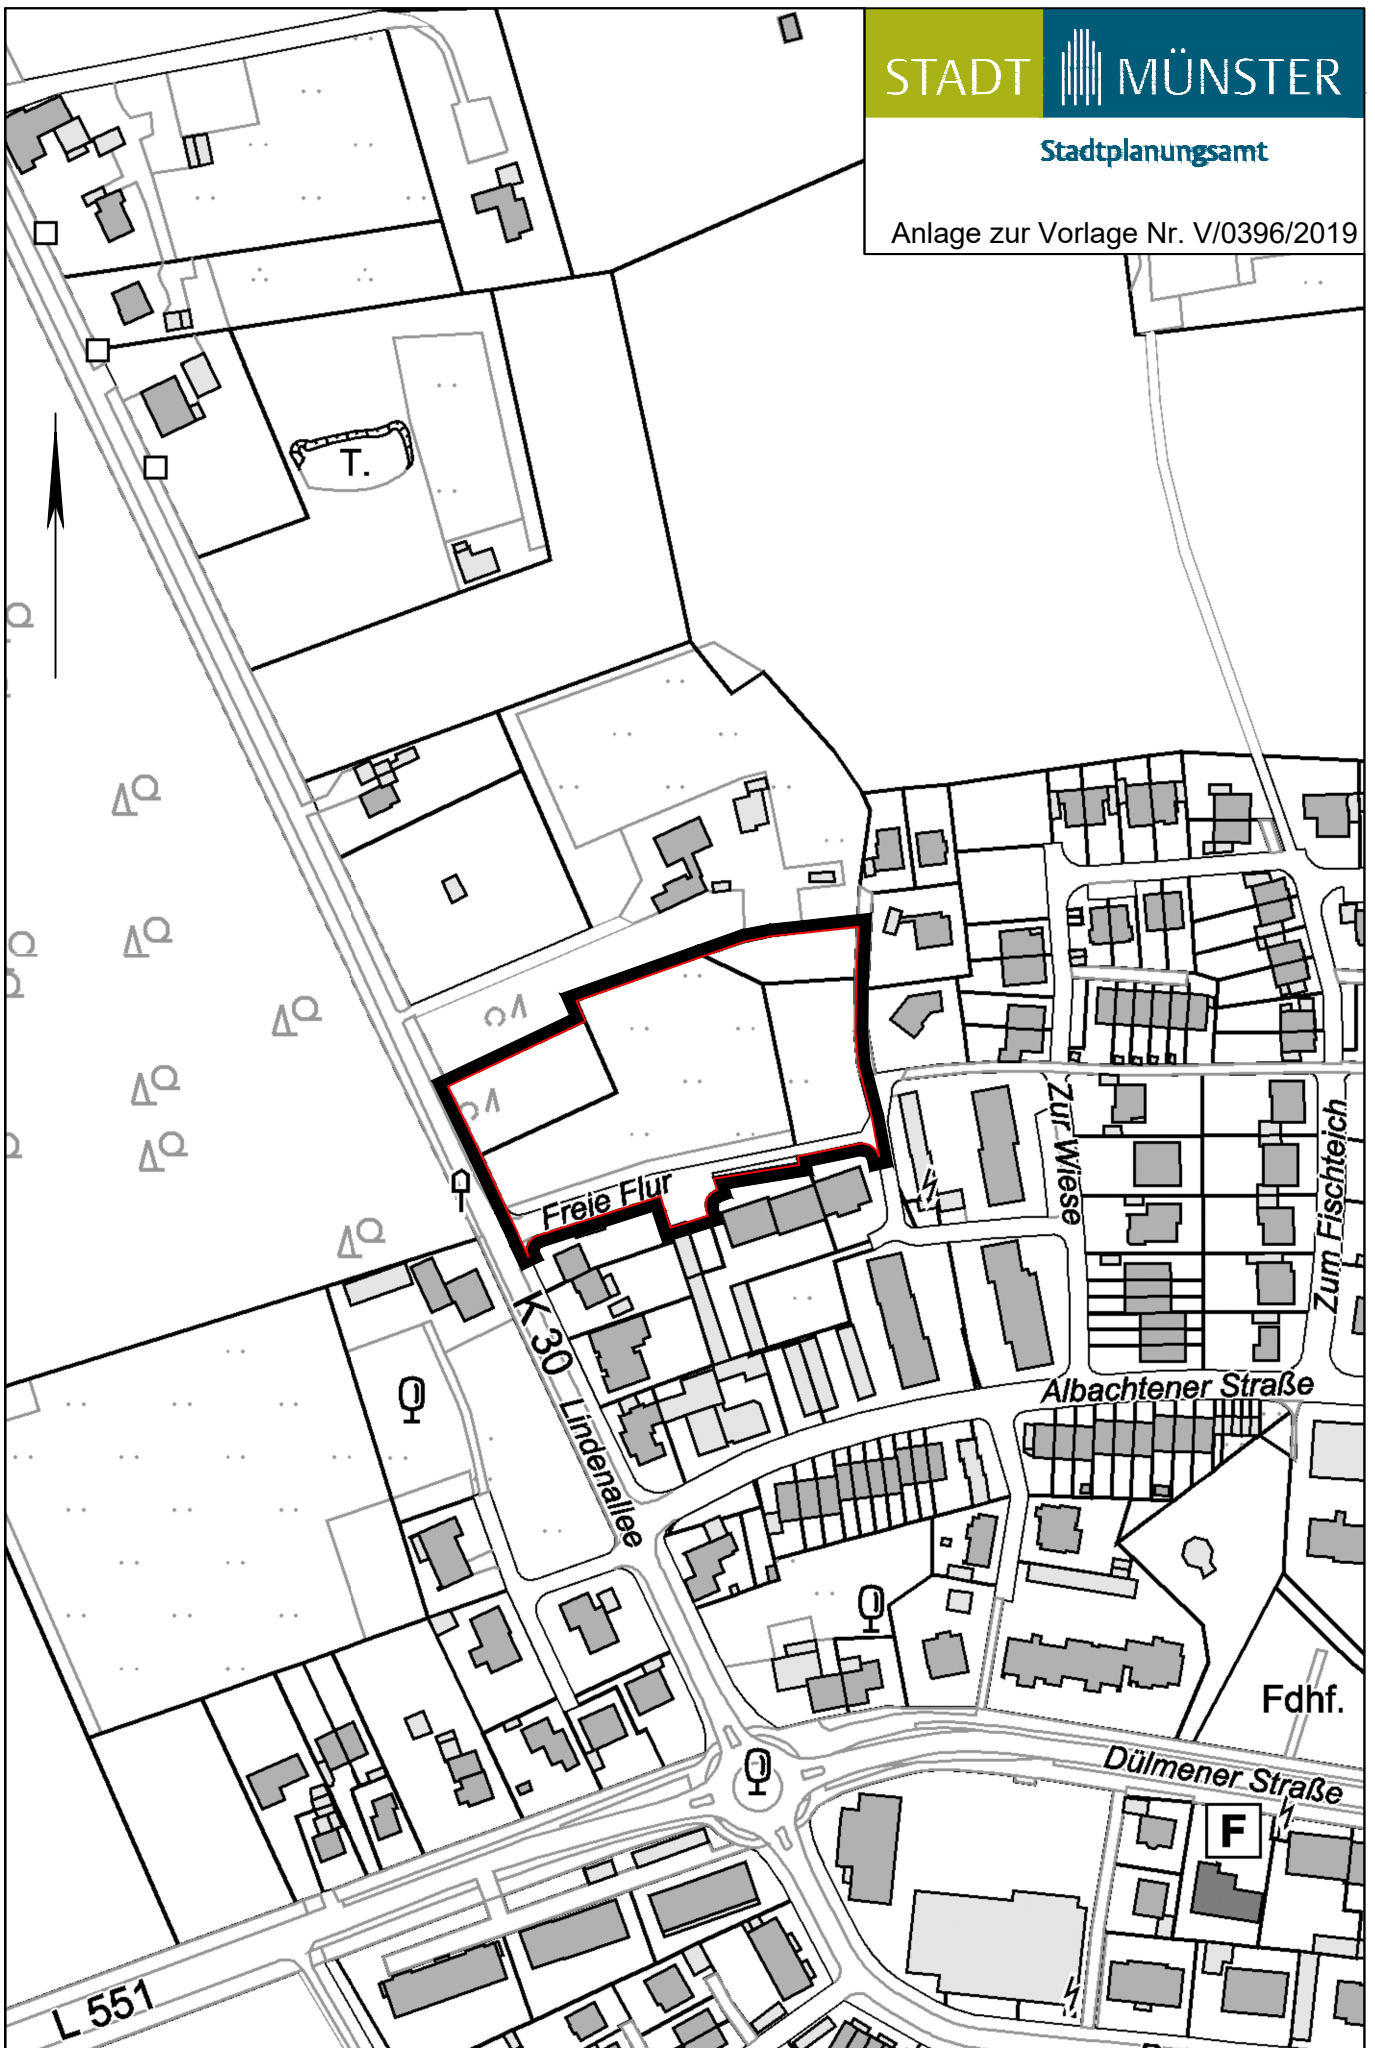 STADT MÜNSTER
Stadtplanungsamt
Anlage zur Vorlage Nr. V/0396/2019
T.
Freie Flur
Zur Wiese
Zum Fischteich
K 30 Lindenallee
Albachtener Straße
Fdhf.
Dülmener Straße
F
L 551